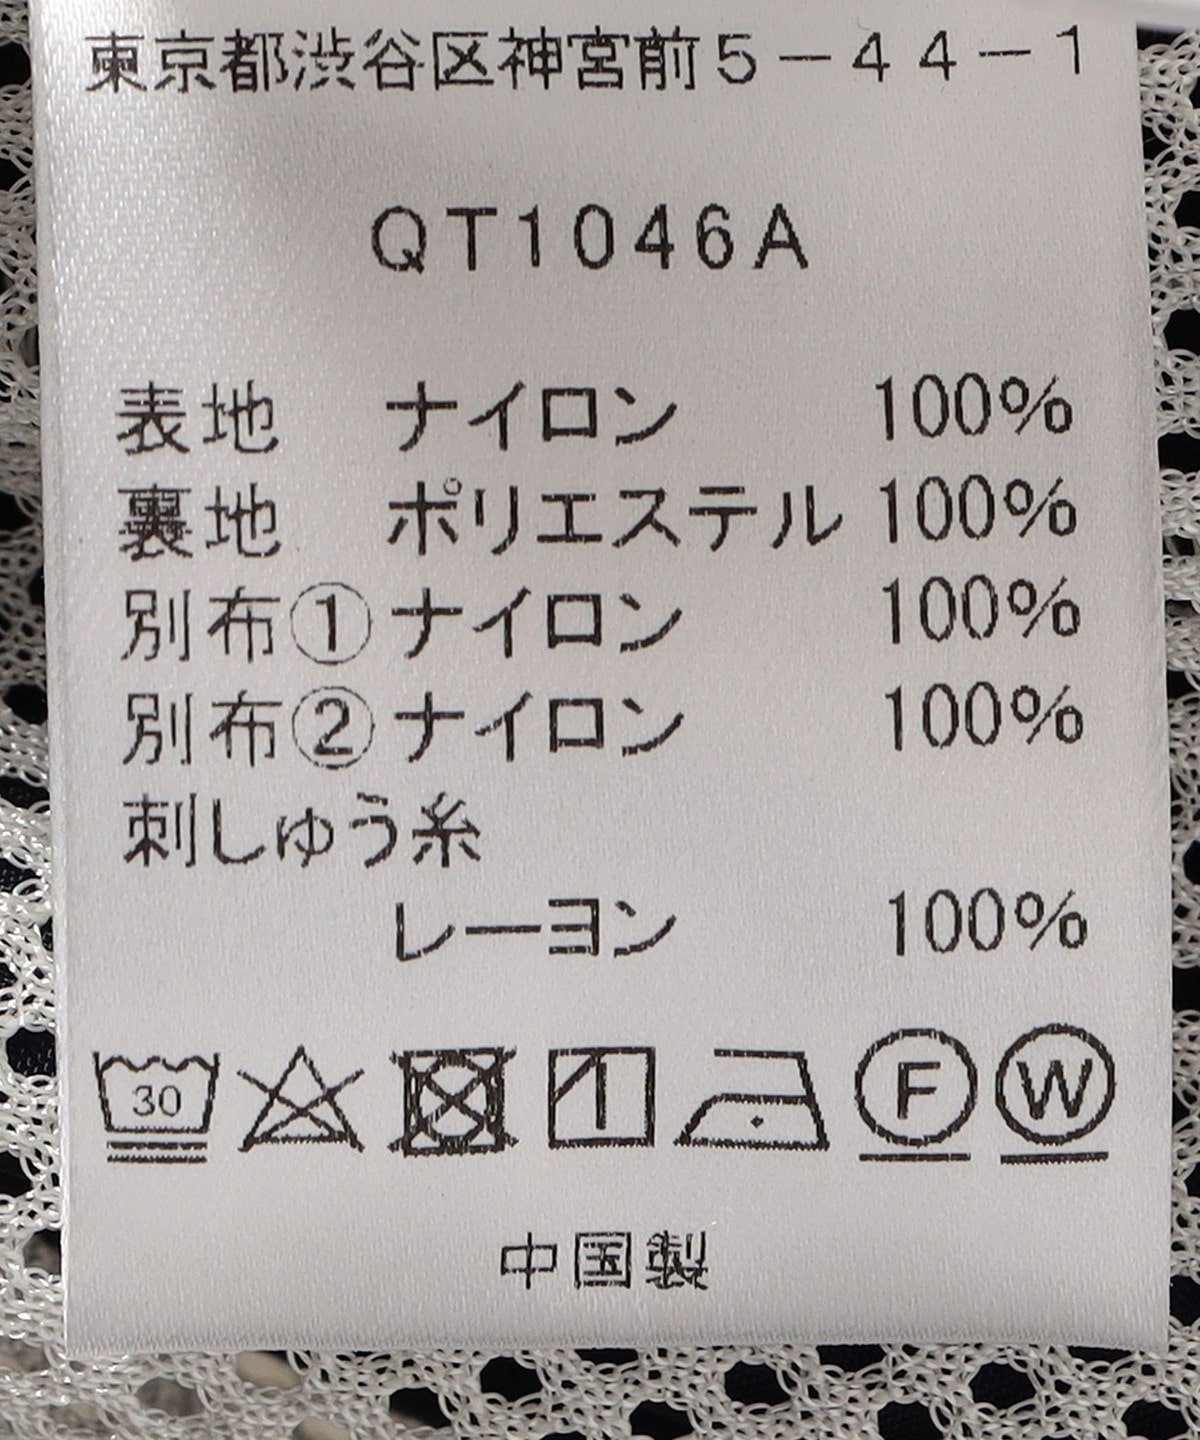 東京都渋谷区神宮前５－４４－１
QT1046A
表地 ナイロン 100%
裏地 ポリエステル 100%
別布① ナイロン 100%
別布② ナイロン 100%
刺しゅう糸
レーヨン 100%
30 F W
中国製